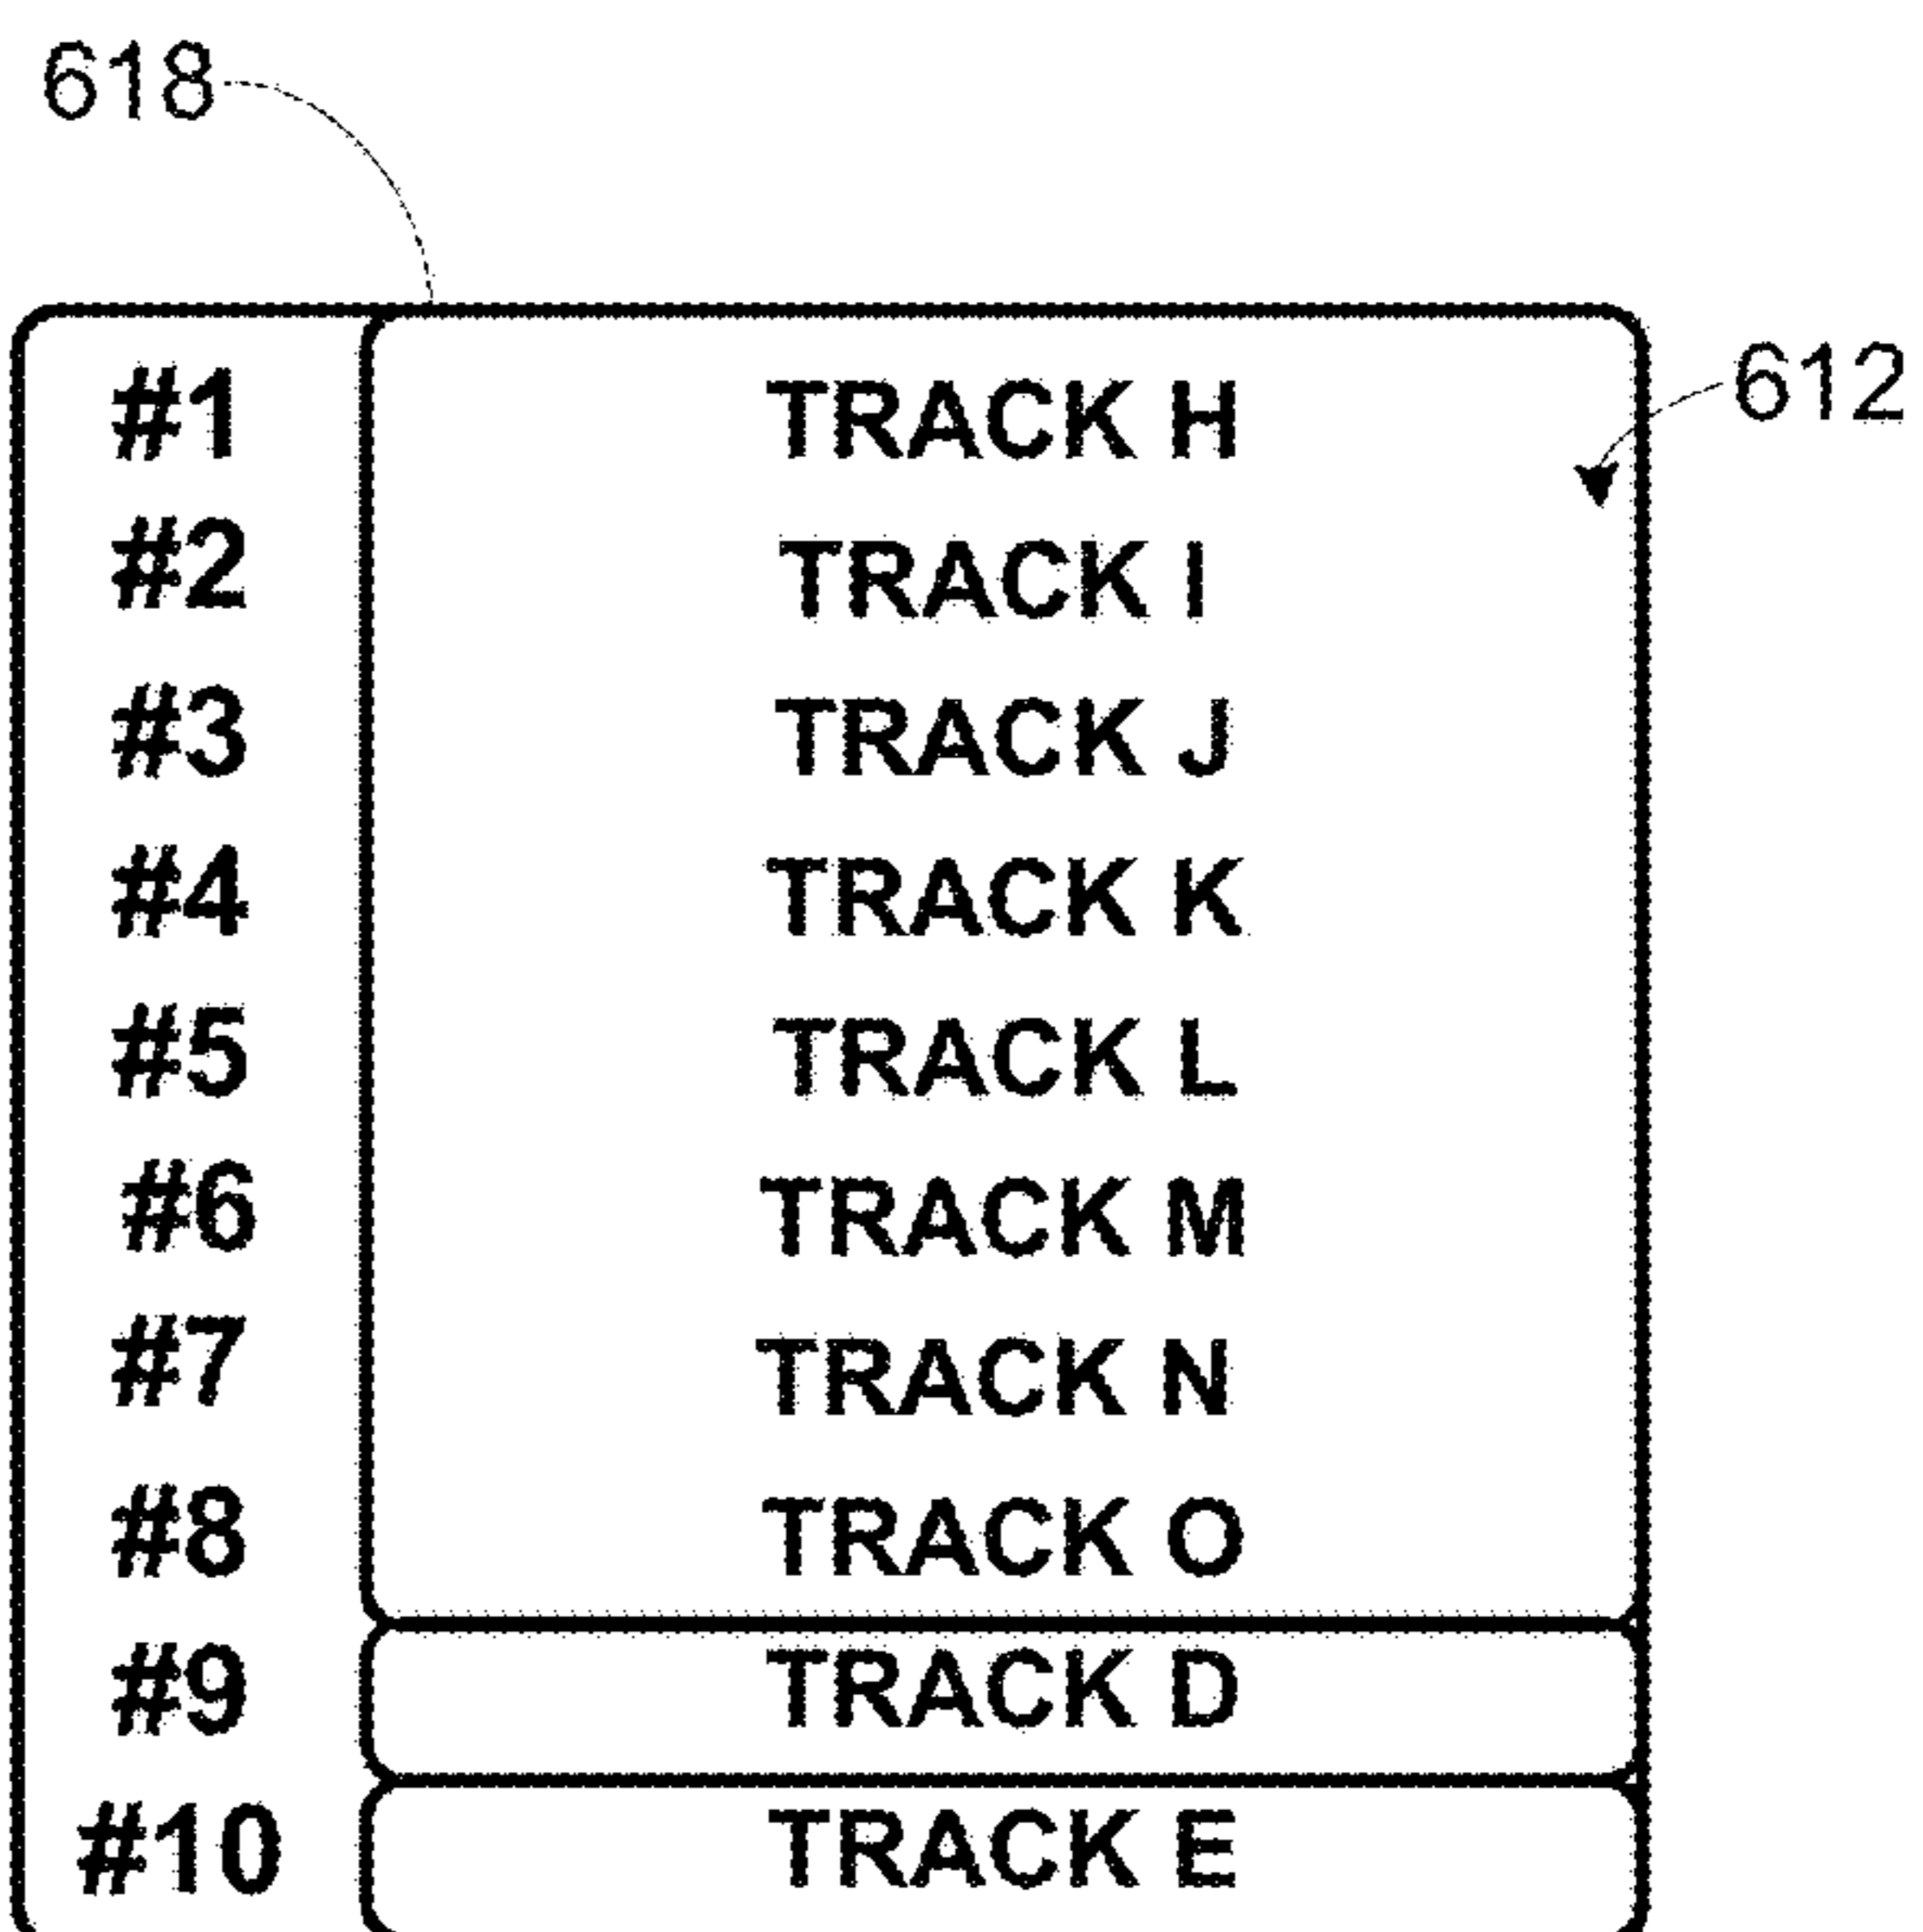 618
612
#1 TRACK H
#2 TRACK I
#3 TRACK J
#4 TRACK K
#5 TRACK L
#6 TRACK M
#7 TRACK N
#8 TRACK O
#9 TRACK D
#10 TRACK E